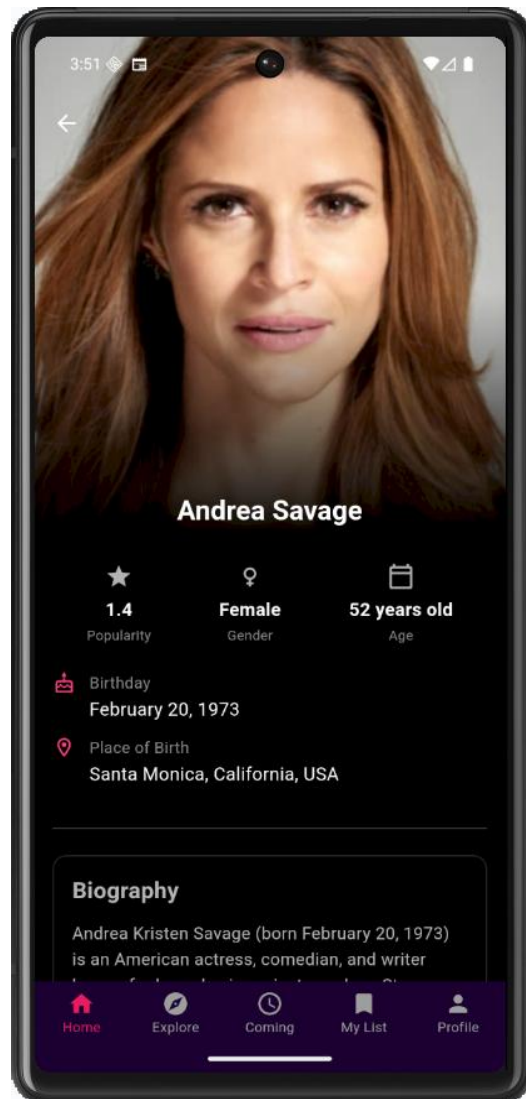 3:51
Andrea Savage
1.4
Popularity
Female
Gender
52 years old
Age
Birthday
February 20, 1973
Place of Birth
Santa Monica, California, USA
Biography
Andrea Kristen Savage (born February 20, 1973)
is an American actress, comedian, and writer
Home
Explore
Coming
My List
Profile